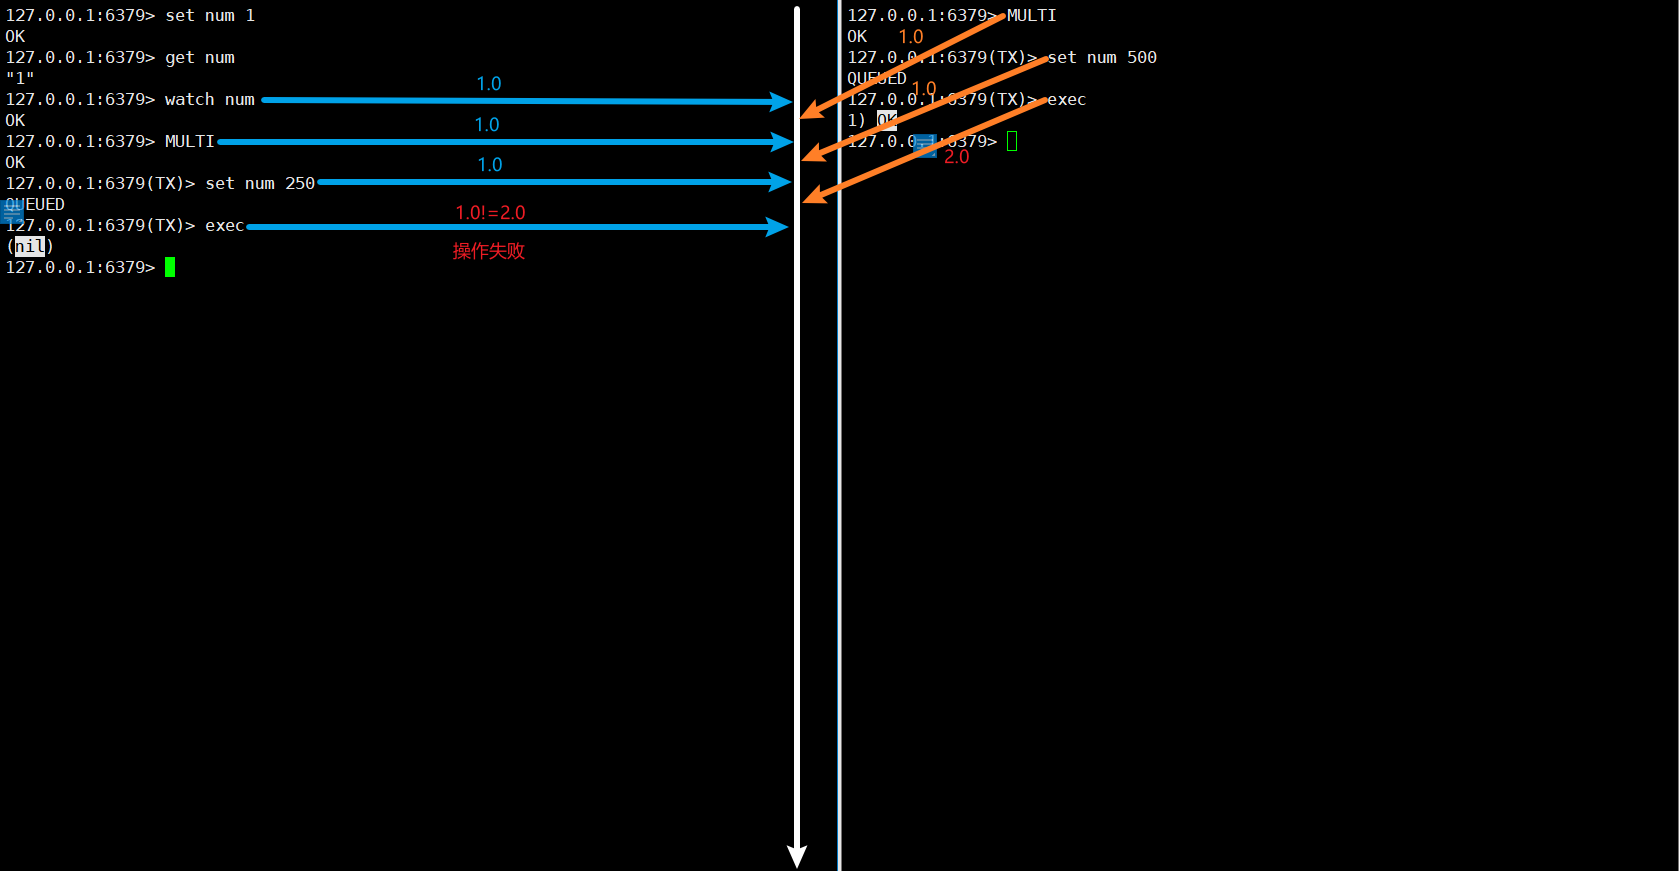 127.0.0.1:6379> set num 1
OK
127.0.0.1:6379> get num
"1"
127.0.0.1:6379> watch num
1.0
OK
127.0.0.1:6379> MULTI
1.0
OK
127.0.0.1:6379(TX)> set num 250
1.0
QUEUED
127.0.0.1:6379(TX)> exec
1.0!=2.0
(nil)
操作失败
127.0.0.1:6379>
127.0.0.1:6379> MULTI
OK
1.0
127.0.0.1:6379(TX)> set num 500
QUEUED
1.0
127.0.0.1:6379(TX)> exec
1) OK
127.0.0.1:6379>
2.0